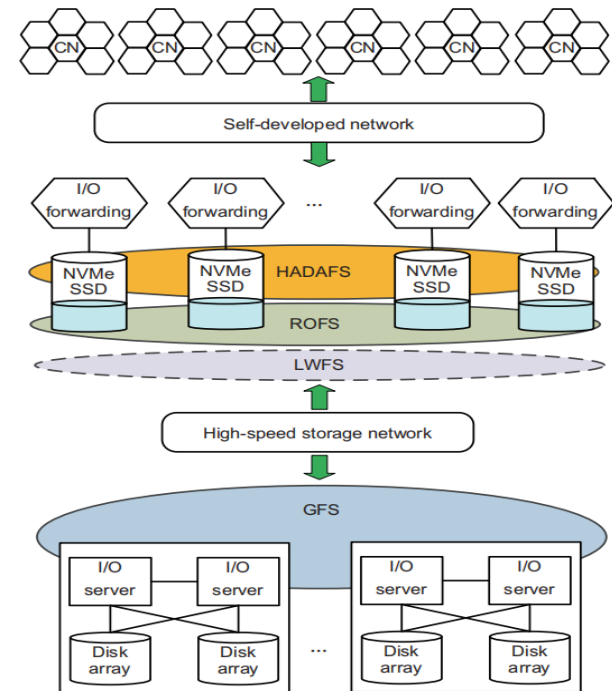 CN CN CN CN CN CN
Self-developed network
I/O I/O ... I/O I/O
forwarding forwarding forwarding forwarding
NVMe NVMe HADAFS NVMe NVMe
SSD SSD SSD SSD
ROFS
LWFS
High-speed storage network
GFS
I/O I/O I/O I/O
server server server server
Disk Disk ... Disk Disk
array array array array